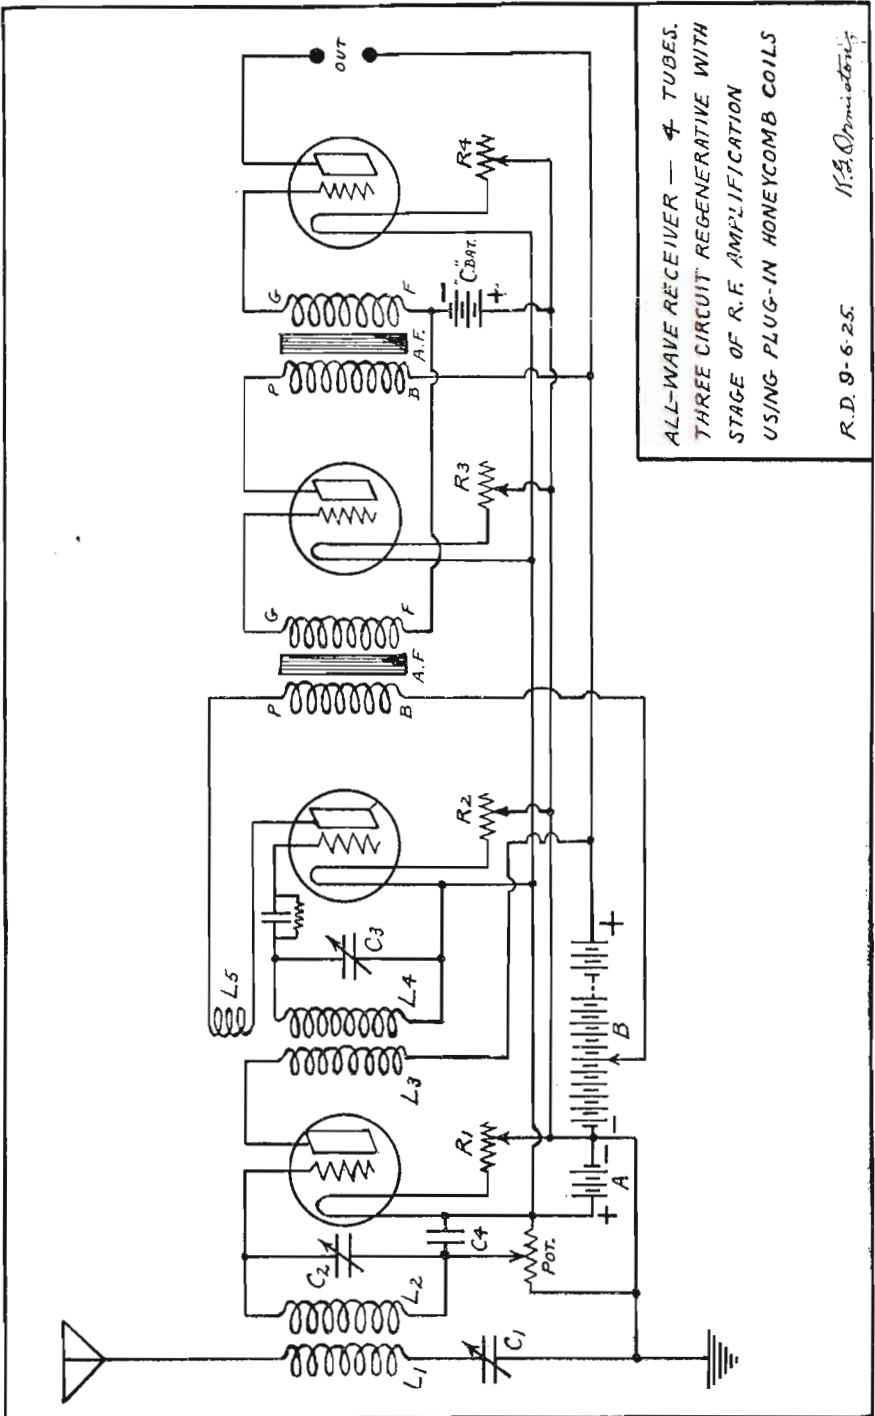 ALL-WAVE RECEIVER — 4 TUBES.
THREE CIRCUIT REGENERATIVE WITH
STAGE OF R.F. AMPLIFICATION
USING PLUG-IN HONEYCOMB COILS
R.D. 9-6-25.
K.G. Ormiston
L1
C1
L2
C2
C4
POT.
R1
A
+
−
L3
L4
L5
C3
R2
B
−
+
P
B
A.F
G
F
R3
P
B
A.F.
G
F
"C" BAT.
−
+
R4
OUT